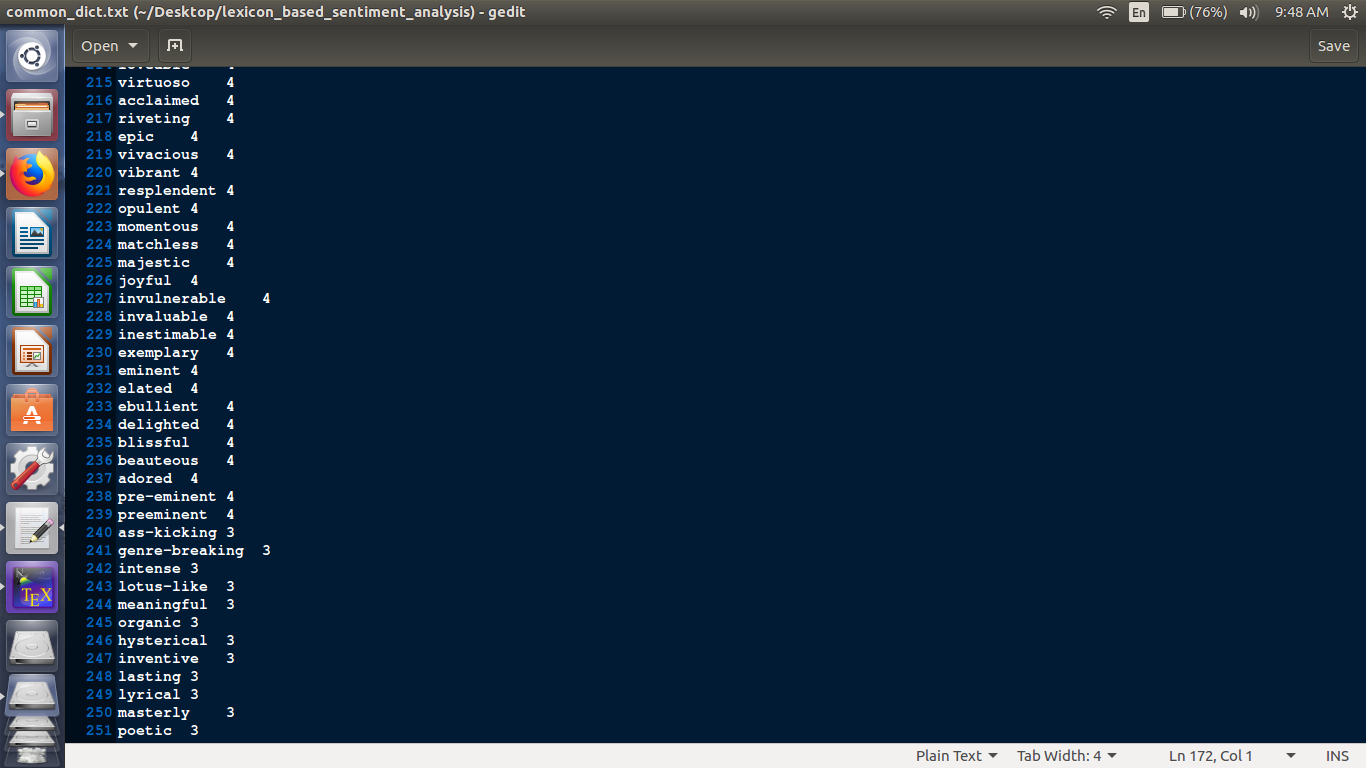 common_dict.txt (~/Desktop/lexicon_based_sentiment_analysis) - gedit
En (76%) 9:48 AM
Open Save
215 virtuoso 4
216 acclaimed 4
217 riveting 4
218 epic 4
219 vivacious 4
220 vibrant 4
221 resplendent 4
222 opulent 4
223 momentous 4
224 matchless 4
225 majestic 4
226 joyful 4
227 invulnerable 4
228 invaluable 4
229 inestimable 4
230 exemplary 4
231 eminent 4
232 elated 4
233 ebullient 4
234 delighted 4
235 blissful 4
236 beauteous 4
237 adored 4
238 pre-eminent 4
239 preeminent 4
240 ass-kicking 3
241 genre-breaking 3
242 intense 3
243 lotus-like 3
244 meaningful 3
245 organic 3
246 hysterical 3
247 inventive 3
248 lasting 3
249 lyrical 3
250 masterly 3
251 poetic 3
Plain Text Tab Width: 4 Ln 172, Col 1 INS